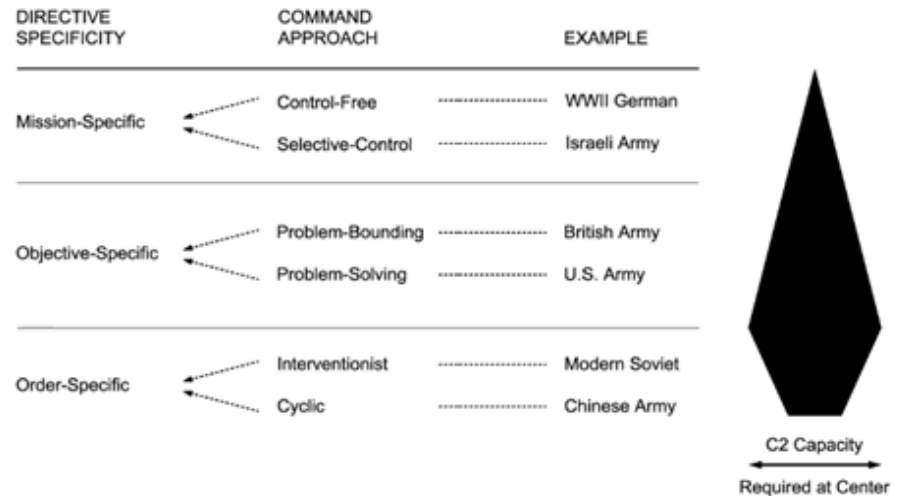 DIRECTIVE SPECIFICITY
COMMAND APPROACH
EXAMPLE
Mission-Specific
Control-Free
WWII German
Selective-Control
Israeli Army
Objective-Specific
Problem-Bounding
British Army
Problem-Solving
U.S. Army
Order-Specific
Interventionist
Modern Soviet
Cyclic
Chinese Army
C2 Capacity
Required at Center